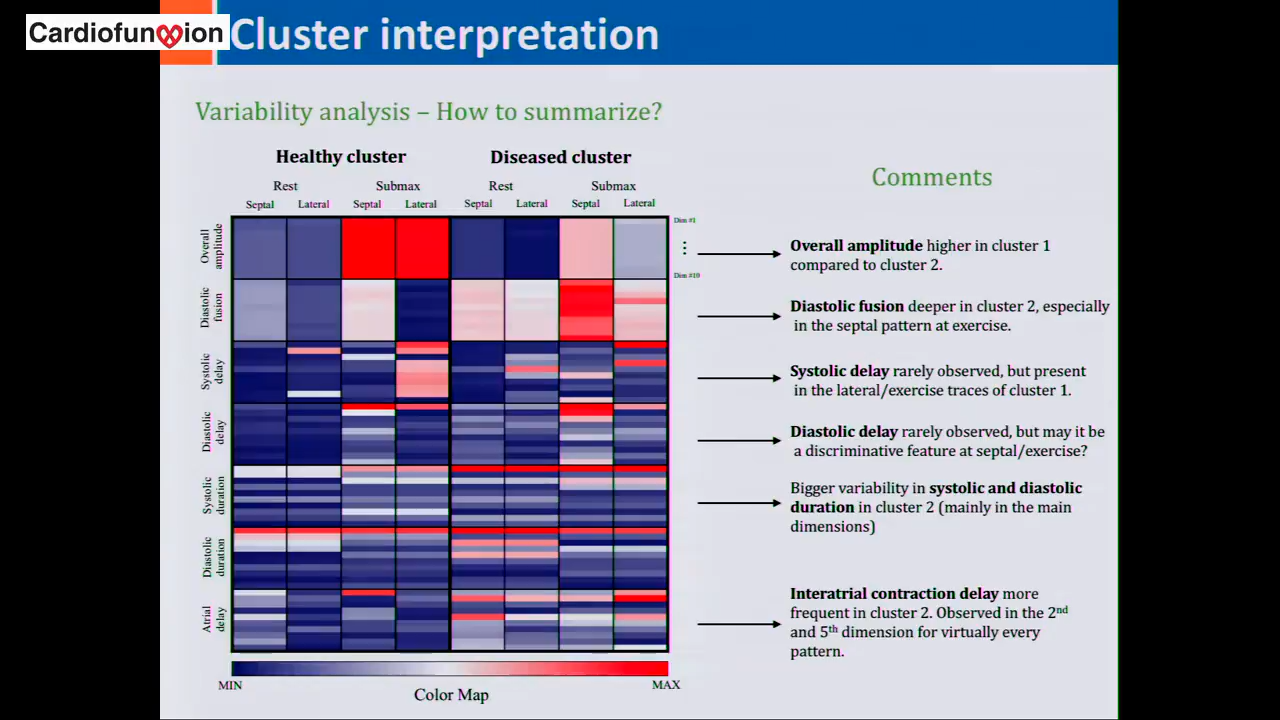 Cardiofunxion
Cluster interpretation
Variability analysis – How to summarize?
Healthy cluster
Diseased cluster
Rest
Submax
Rest
Submax
Septal
Lateral
Septal
Lateral
Septal
Lateral
Septal
Lateral
Overall
amplitude
Diastolic
fusion
Systolic
delay
Diastolic
delay
Systolic
duration
Diastolic
duration
Atrial
delay
Dim #1
⋮
Dim #10
MIN
MAX
Color Map
Comments
Overall amplitude higher in cluster 1
compared to cluster 2.
Diastolic fusion deeper in cluster 2, especially
in the septal pattern at exercise.
Systolic delay rarely observed, but present
in the lateral/exercise traces of cluster 1.
Diastolic delay rarely observed, but may it be
a discriminative feature at septal/exercise?
Bigger variability in systolic and diastolic
duration in cluster 2 (mainly in the main
dimensions)
Interatrial contraction delay more
frequent in cluster 2. Observed in the 2nd
and 5th dimension for virtually every
pattern.